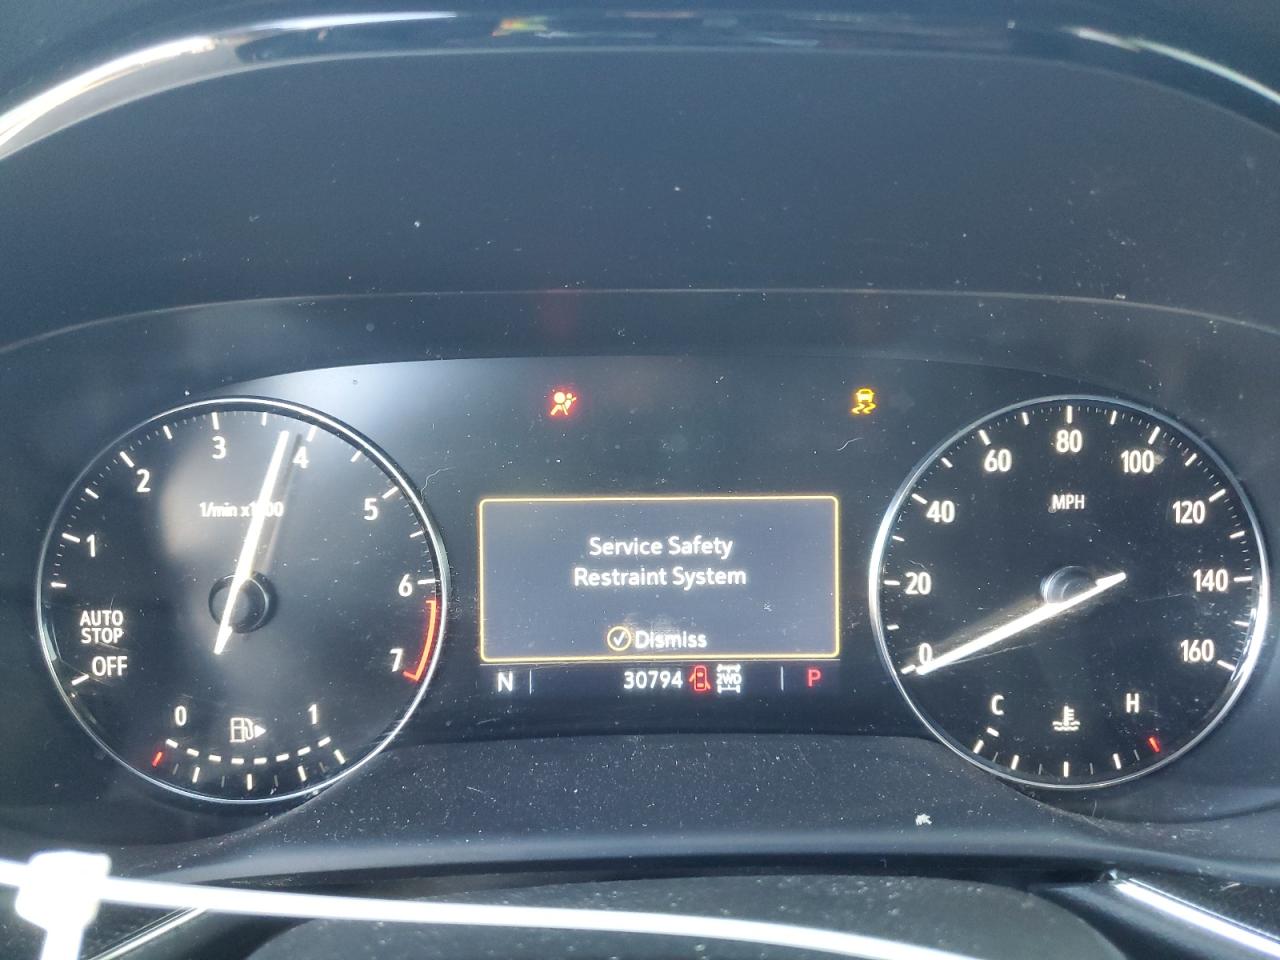 1
2
3
4
5
6
7
1/min x1000
AUTO
STOP
OFF
0
1
Service Safety
Restraint System
Dismiss
N
30794
2WD
P
0
20
40
60
80
100
120
140
160
MPH
C
H